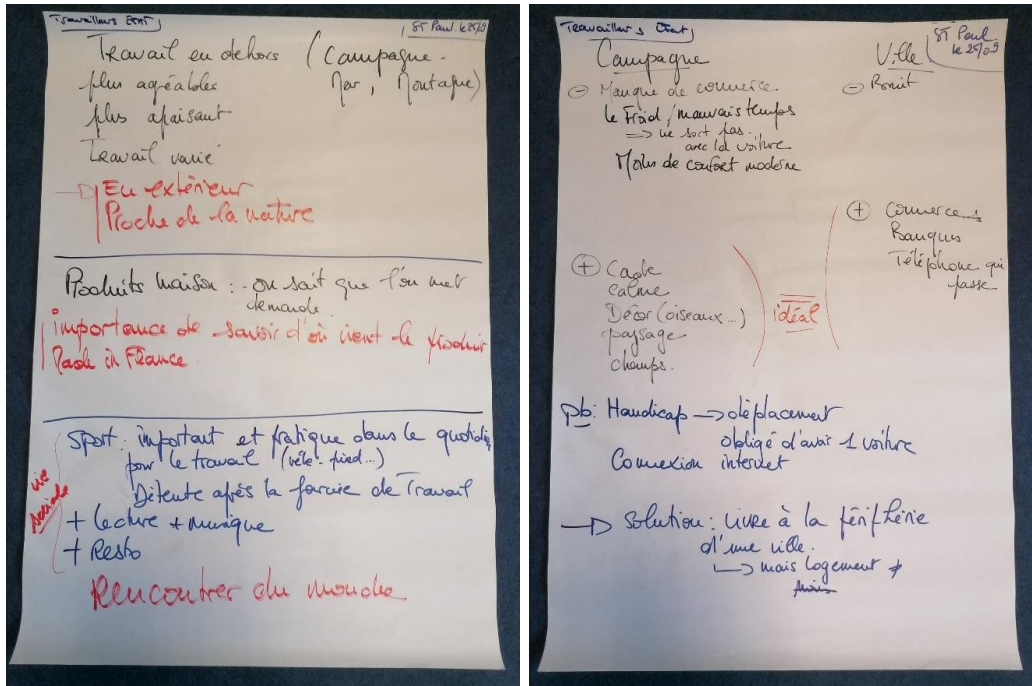 Travailleurs ESAT
ST Paul. le 25/09
Travail en dehors (Campagne.
Mer, Montagne)
plus agréables
plus apaisant
Travail varié
En extérieur
Proche de la nature
Produits maison : - on sait que l'on met
demande.
importance de savoir d'où vient le produit
Made in France
Sport : important et pratique dans le quotidien
pour le travail (vélo - pied...)
Détente après la journée de Travail
+ Lecture + musique
+ Resto
vie
sociale
Rencontrer du monde
Travailleurs Esat
ST Paul
le 25/09
Campagne
Ville
⊖ Manque de commerce.
⊖ Bruit
le Froid / mauvais temps
=> ne sort pas.
avec la voiture
Moins de confort moderne
⊕ Commerces
Banques
Téléphone qui
passe
⊕ Cadre
calme
Décor (oiseaux...)
paysage
champs.
idéal
pb: Handicap → déplacement
obligé d'avoir 1 voiture
Connexion internet
→ Solution : Vivre à la périphérie
d'une ville.
↳ mais logement ≠